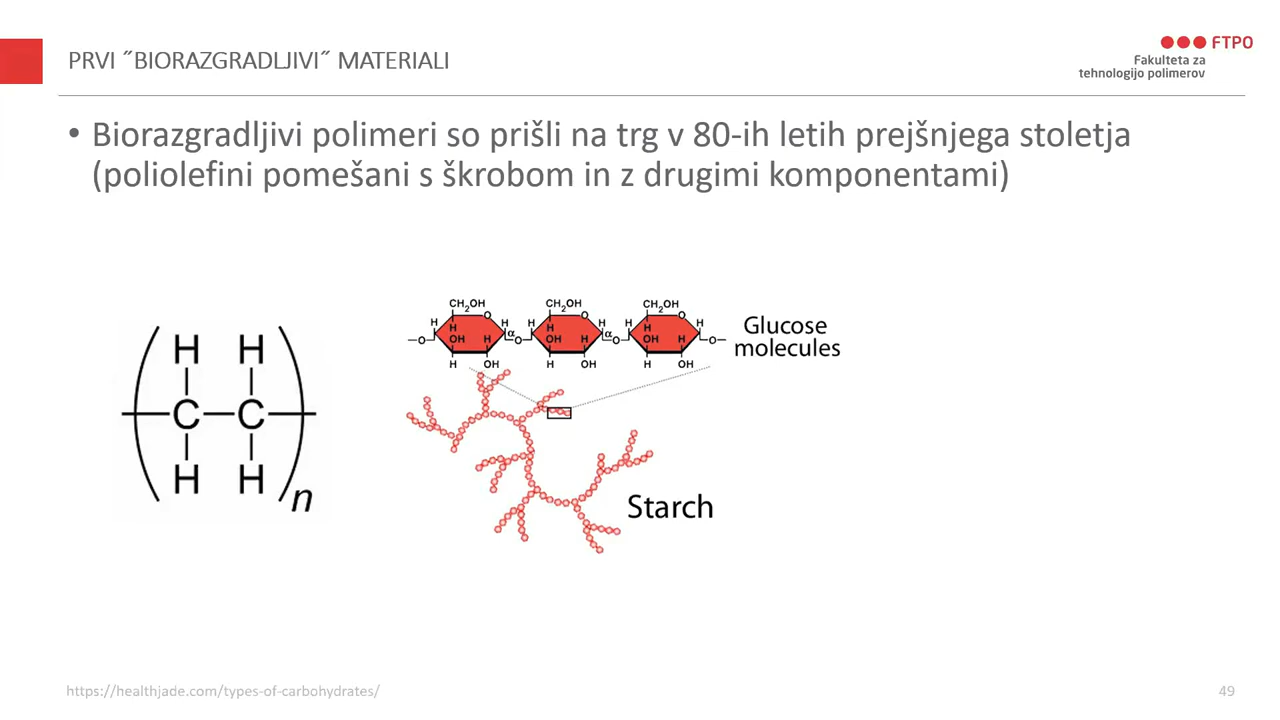 PRVI ˝BIORAZGRADLJIVI˝ MATERIALI
FTPO
Fakulteta za
tehnologijo polimerov
• Biorazgradljivi polimeri so prišli na trg v 80-ih letih prejšnjega stoletja
(poliolefini pomešani s škrobom in z drugimi komponentami)
H H
C C
H H
n
CH2OH CH2OH CH2OH
O O O
H H H H H H
H H H
O OH H α O OH H α O OH H O
H OH H OH H OH
Glucose
molecules
Starch
https://healthjade.com/types-of-carbohydrates/
49